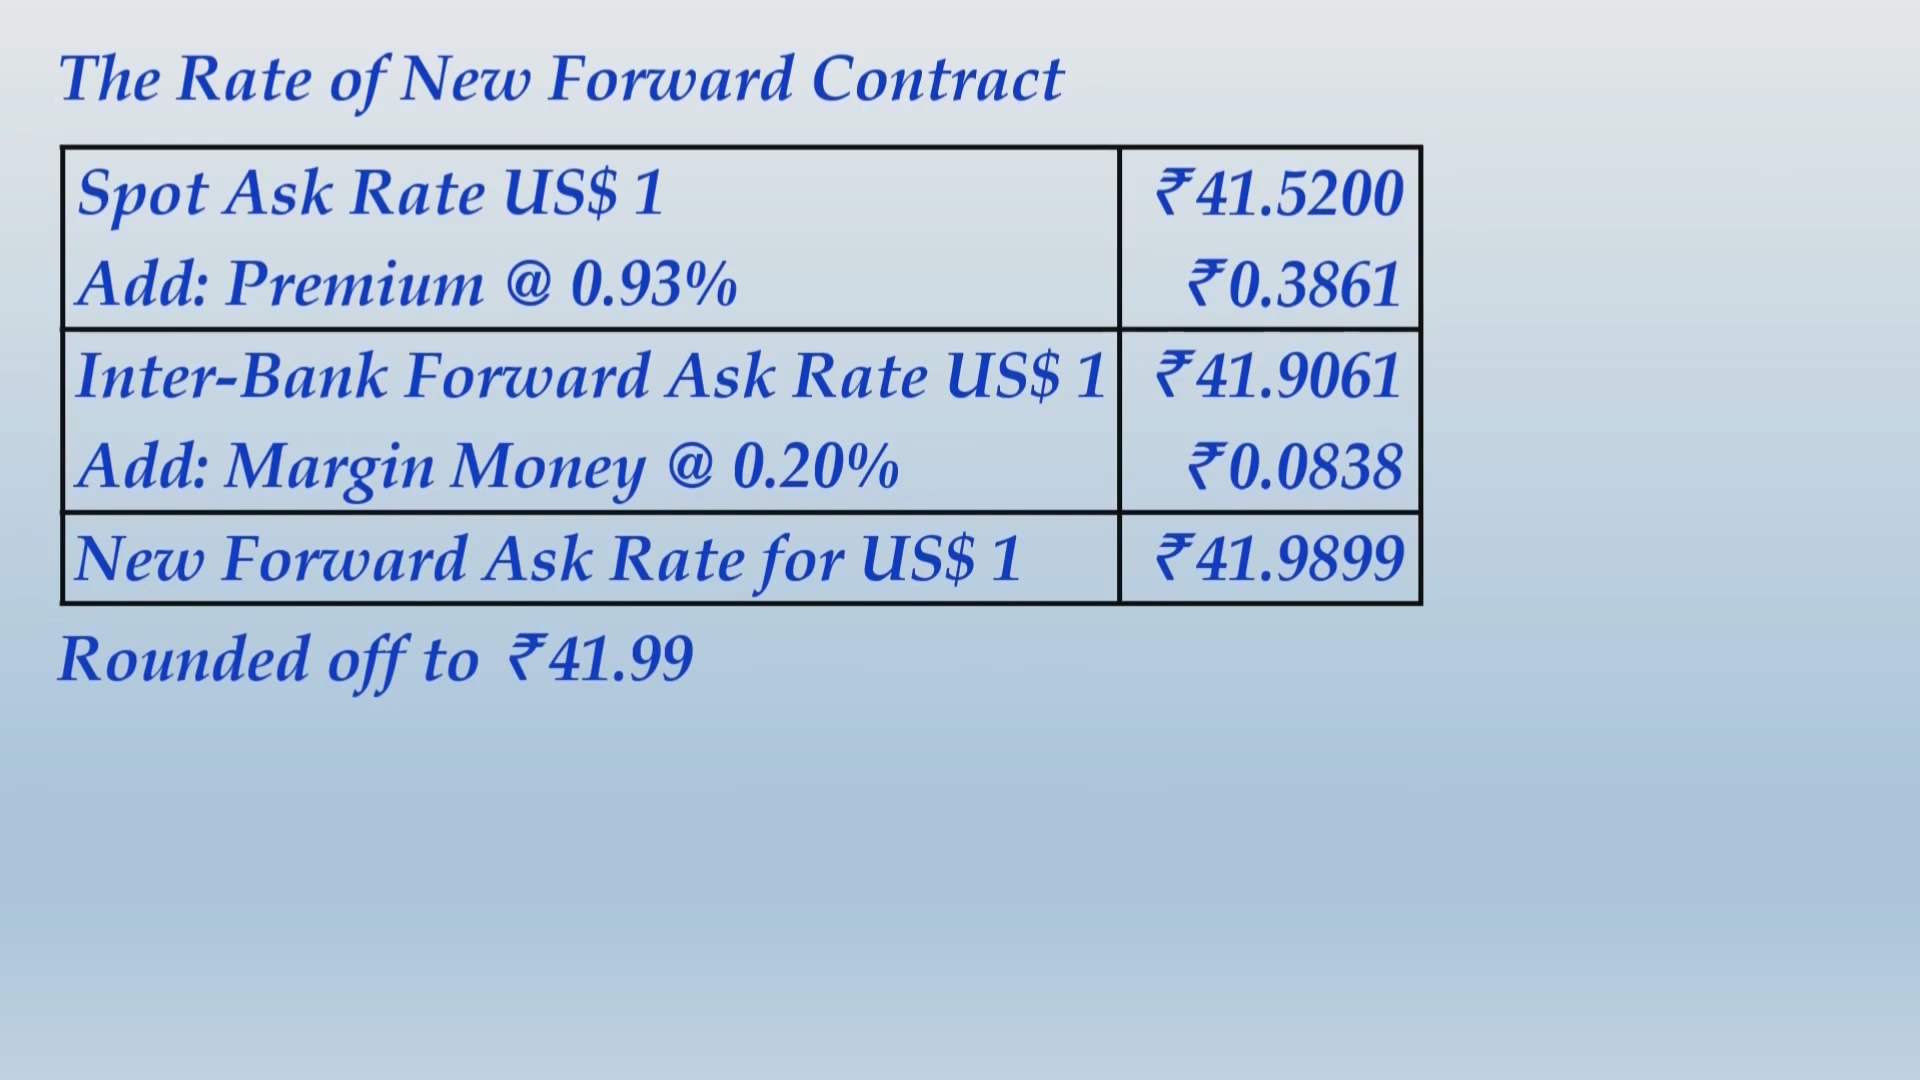 The Rate of New Forward Contract
Spot Ask Rate US$ 1 ₹41.5200
Add: Premium @ 0.93% ₹0.3861
Inter-Bank Forward Ask Rate US$ 1 ₹41.9061
Add: Margin Money @ 0.20% ₹0.0838
New Forward Ask Rate for US$ 1 ₹41.9899
Rounded off to ₹41.99